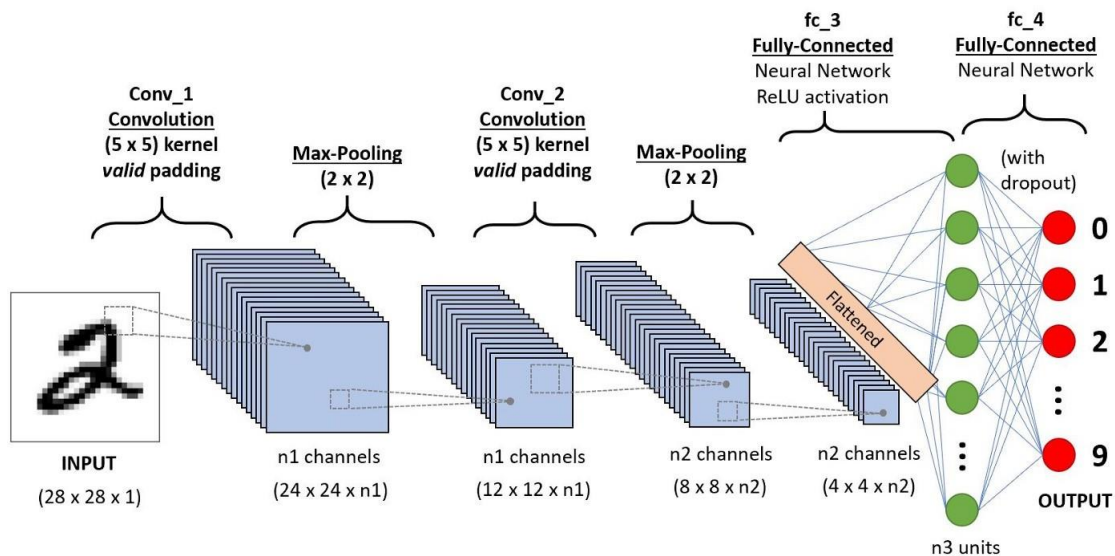 fc_3
Fully-Connected
Neural Network
ReLU activation
fc_4
Fully-Connected
Neural Network
Conv_1
Convolution
(5 x 5) kernel
valid padding
Max-Pooling
(2 x 2)
Conv_2
Convolution
(5 x 5) kernel
valid padding
Max-Pooling
(2 x 2)
(with
dropout)
Flattened
0
1
2
9
INPUT
(28 x 28 x 1)
n1 channels
(24 x 24 x n1)
n1 channels
(12 x 12 x n1)
n2 channels
(8 x 8 x n2)
n2 channels
(4 x 4 x n2)
n3 units
OUTPUT